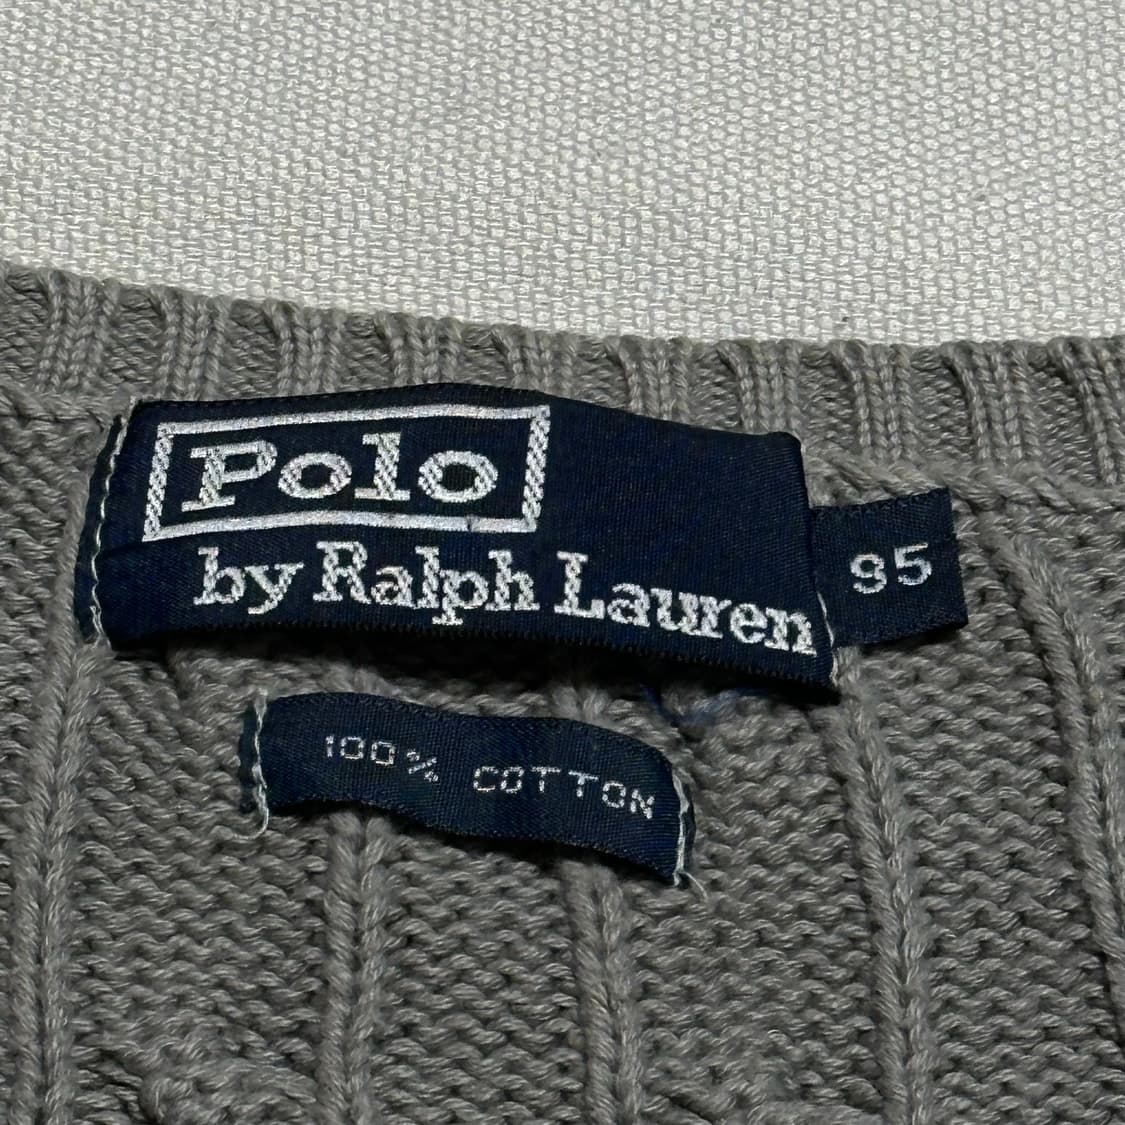 Polo
by Ralph Lauren
95
100% COTTON